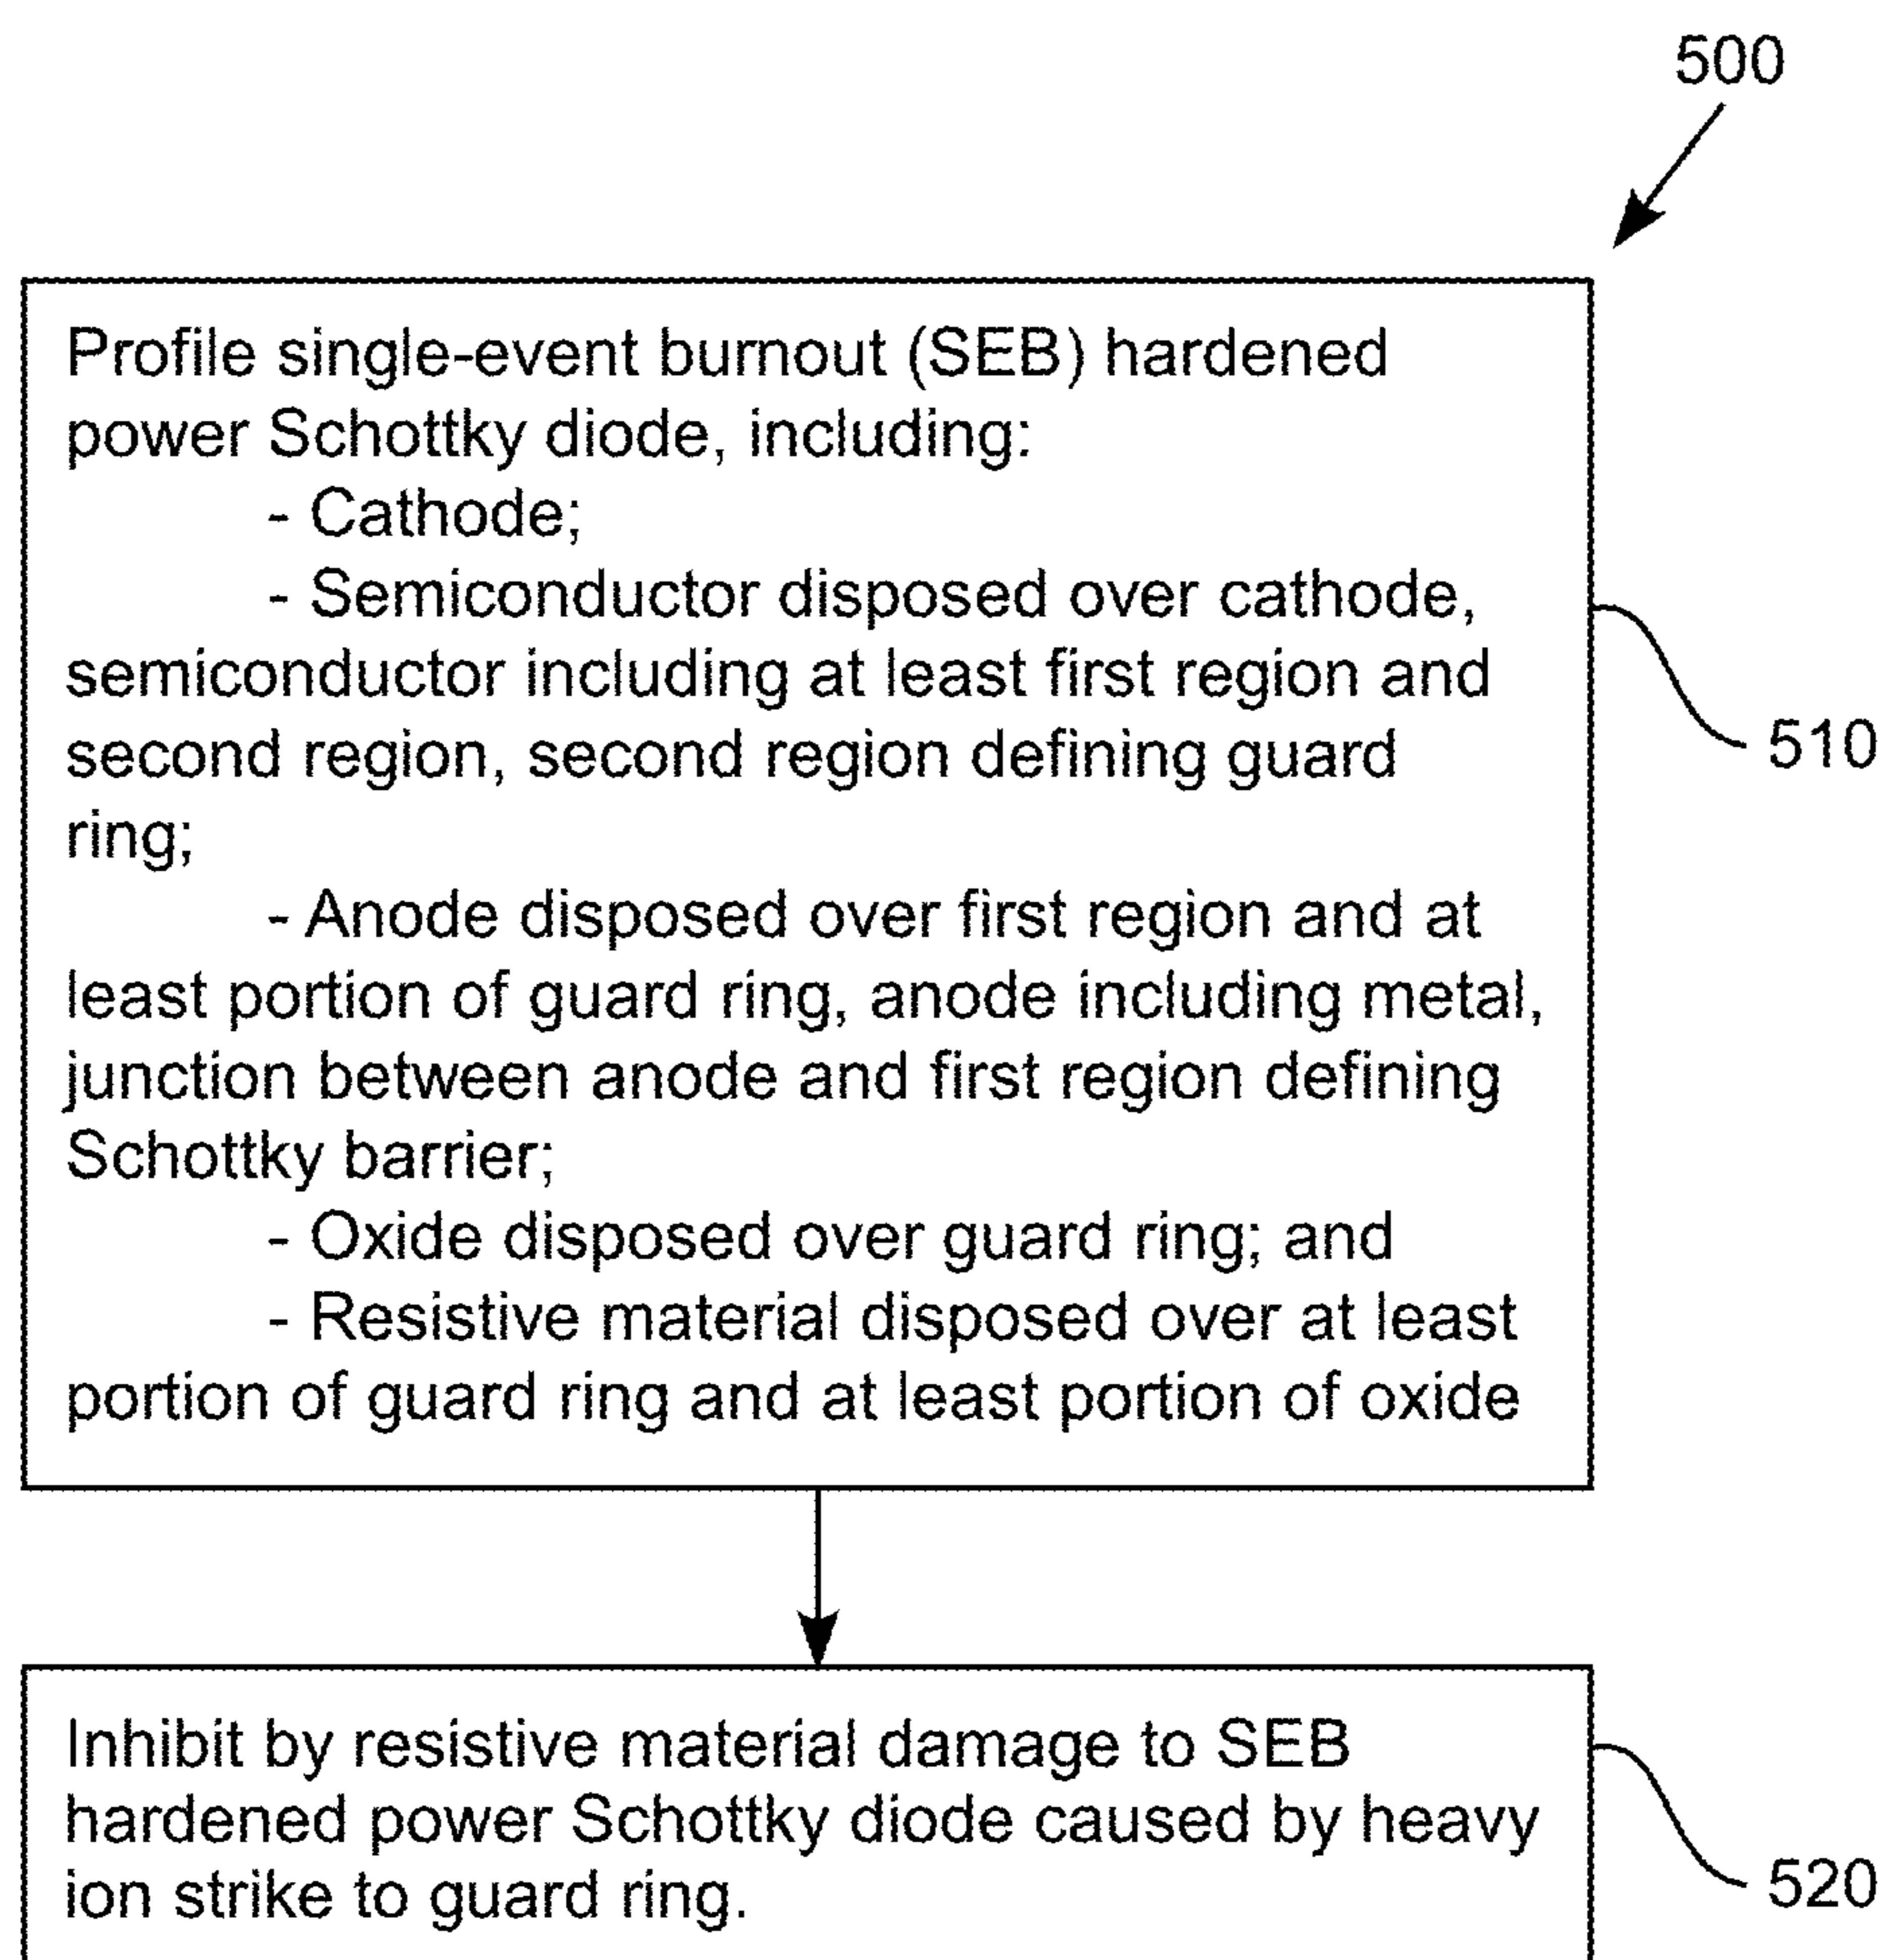 500
Profile single-event burnout (SEB) hardened
power Schottky diode, including:
- Cathode;
- Semiconductor disposed over cathode,
semiconductor including at least first region and
second region, second region defining guard
ring;
- Anode disposed over first region and at
least portion of guard ring, anode including metal,
junction between anode and first region defining
Schottky barrier;
- Oxide disposed over guard ring; and
- Resistive material disposed over at least
portion of guard ring and at least portion of oxide
510
Inhibit by resistive material damage to SEB
hardened power Schottky diode caused by heavy
ion strike to guard ring.
520